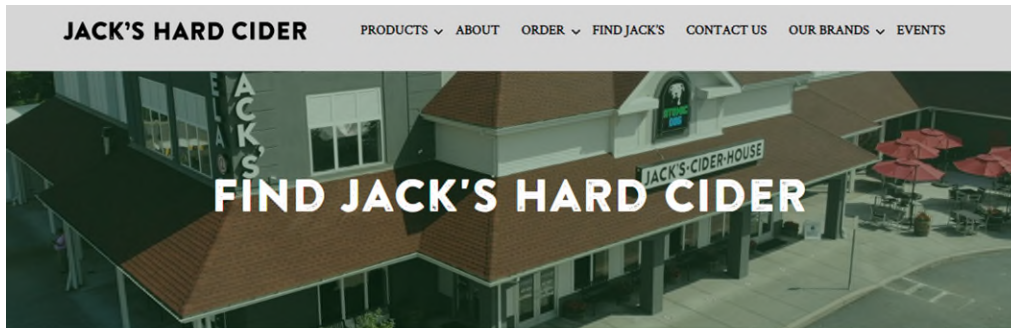 JACK'S HARD CIDER
PRODUCTS ABOUT ORDER FIND JACK'S CONTACT US OUR BRANDS EVENTS
JACK'S
JACK'S·CIDER·HOUSE
FIND JACK'S HARD CIDER